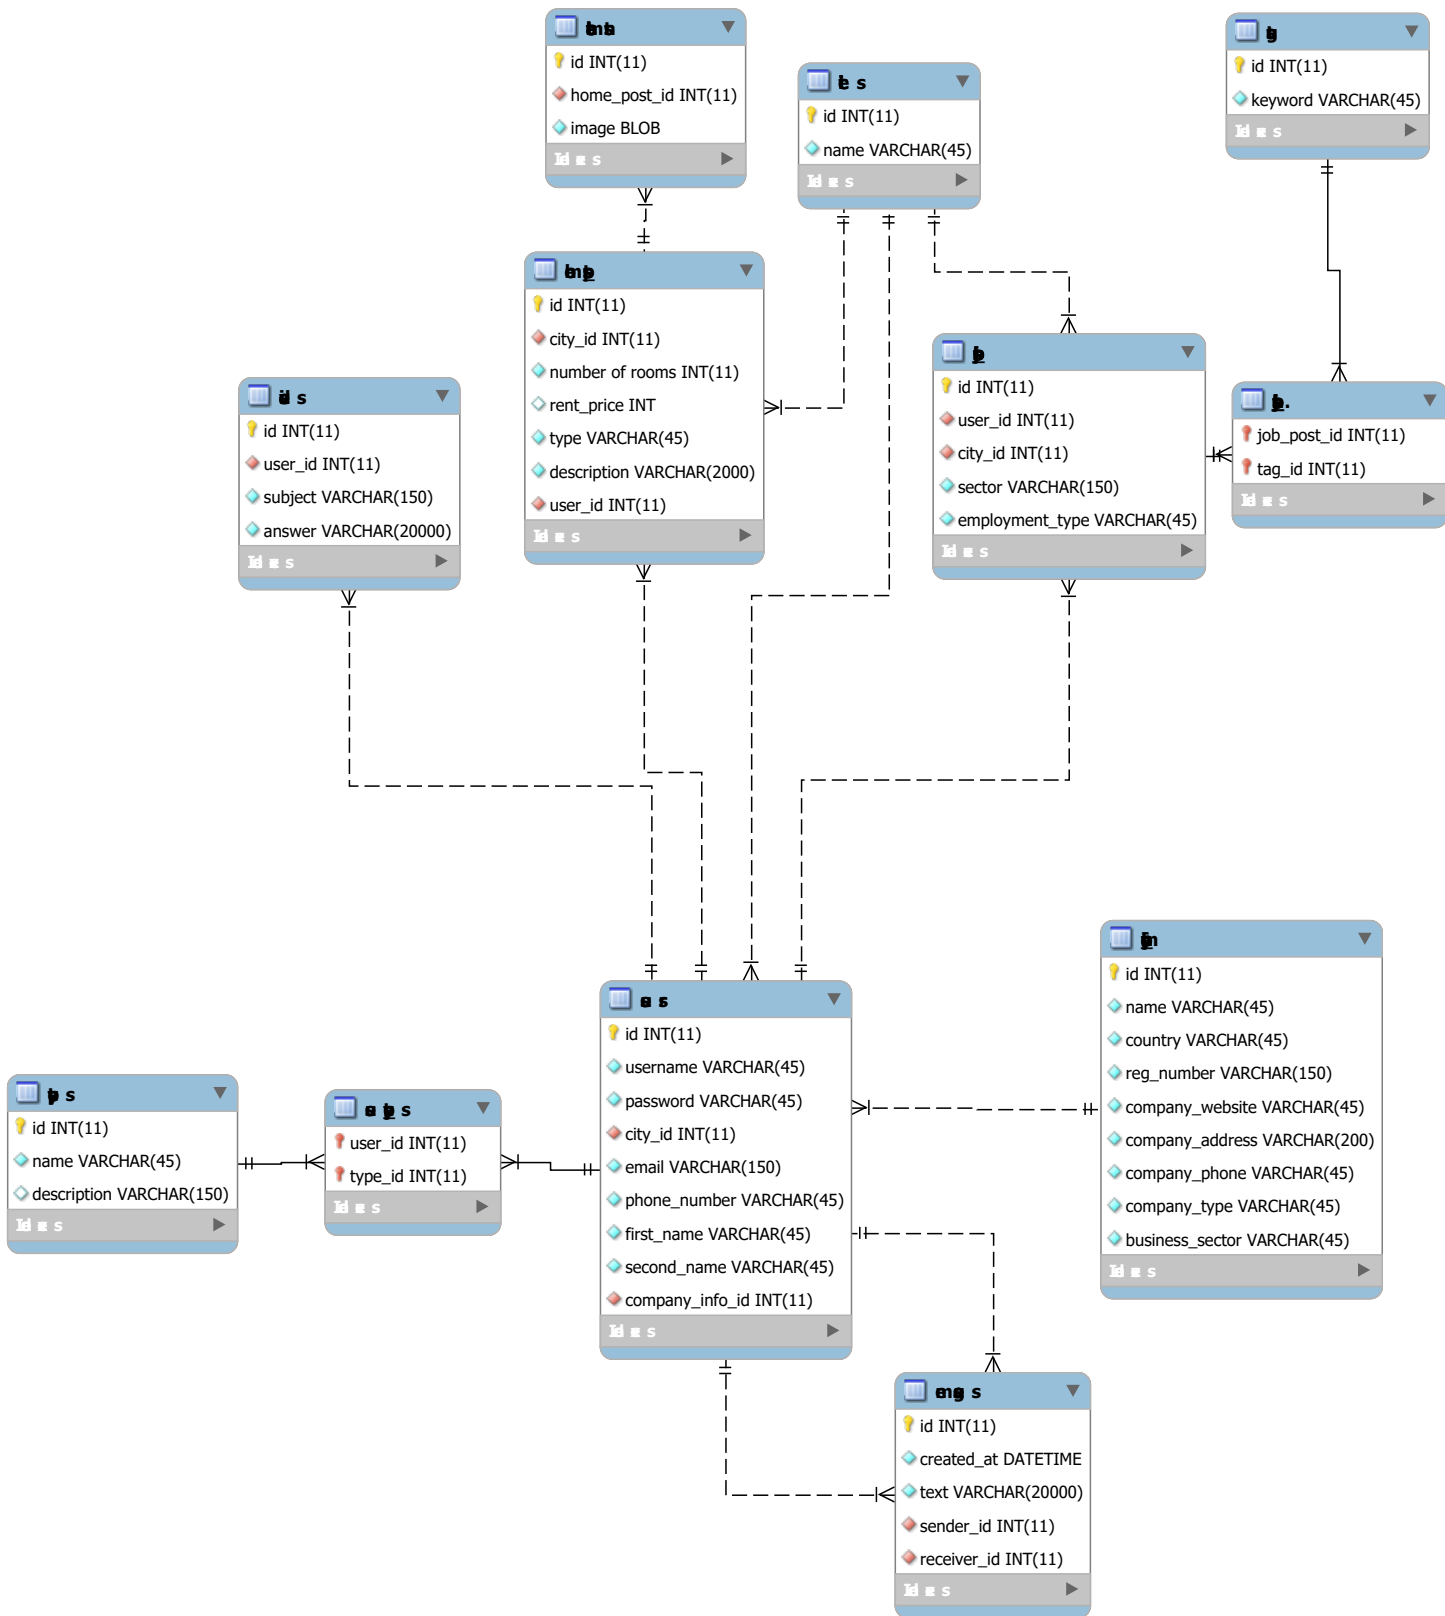 id INT(11)
home_post_id INT(11)
image BLOB
id INT(11)
name VARCHAR(45)
id INT(11)
keyword VARCHAR(45)
id INT(11)
city_id INT(11)
number of rooms INT(11)
rent_price INT
type VARCHAR(45)
description VARCHAR(2000)
user_id INT(11)
id INT(11)
user_id INT(11)
city_id INT(11)
sector VARCHAR(150)
employment_type VARCHAR(45)
job_post_id INT(11)
tag_id INT(11)
id INT(11)
user_id INT(11)
subject VARCHAR(150)
answer VARCHAR(20000)
id INT(11)
name VARCHAR(45)
country VARCHAR(45)
reg_number VARCHAR(150)
company_website VARCHAR(45)
company_address VARCHAR(200)
company_phone VARCHAR(45)
company_type VARCHAR(45)
business_sector VARCHAR(45)
id INT(11)
username VARCHAR(45)
password VARCHAR(45)
city_id INT(11)
email VARCHAR(150)
phone_number VARCHAR(45)
first_name VARCHAR(45)
second_name VARCHAR(45)
company_info_id INT(11)
id INT(11)
name VARCHAR(45)
description VARCHAR(150)
user_id INT(11)
type_id INT(11)
id INT(11)
created_at DATETIME
text VARCHAR(20000)
sender_id INT(11)
receiver_id INT(11)